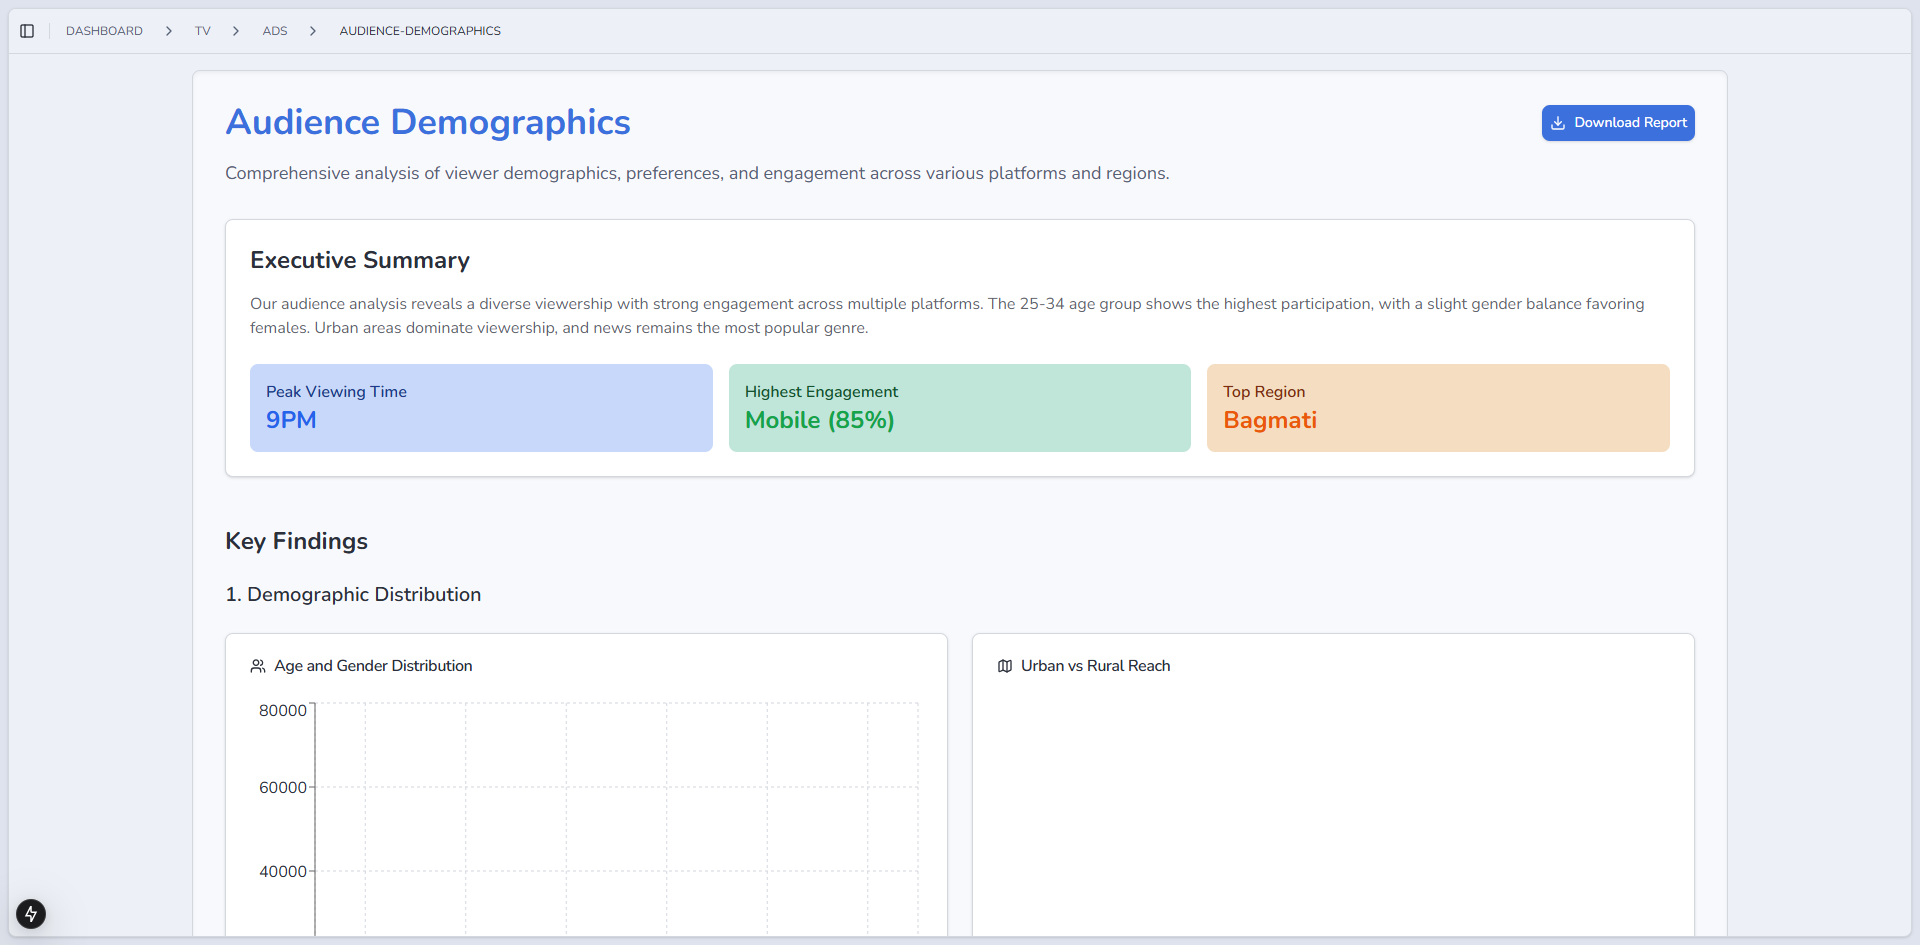 DASHBOARD > TV > ADS > AUDIENCE-DEMOGRAPHICS
Audience Demographics
Download Report
Comprehensive analysis of viewer demographics, preferences, and engagement across various platforms and regions.
Executive Summary
Our audience analysis reveals a diverse viewership with strong engagement across multiple platforms. The 25-34 age group shows the highest participation, with a slight gender balance favoring
females. Urban areas dominate viewership, and news remains the most popular genre.
Peak Viewing Time
9PM
Highest Engagement
Mobile (85%)
Top Region
Bagmati
Key Findings
1. Demographic Distribution
Age and Gender Distribution
80000
60000
40000
Urban vs Rural Reach